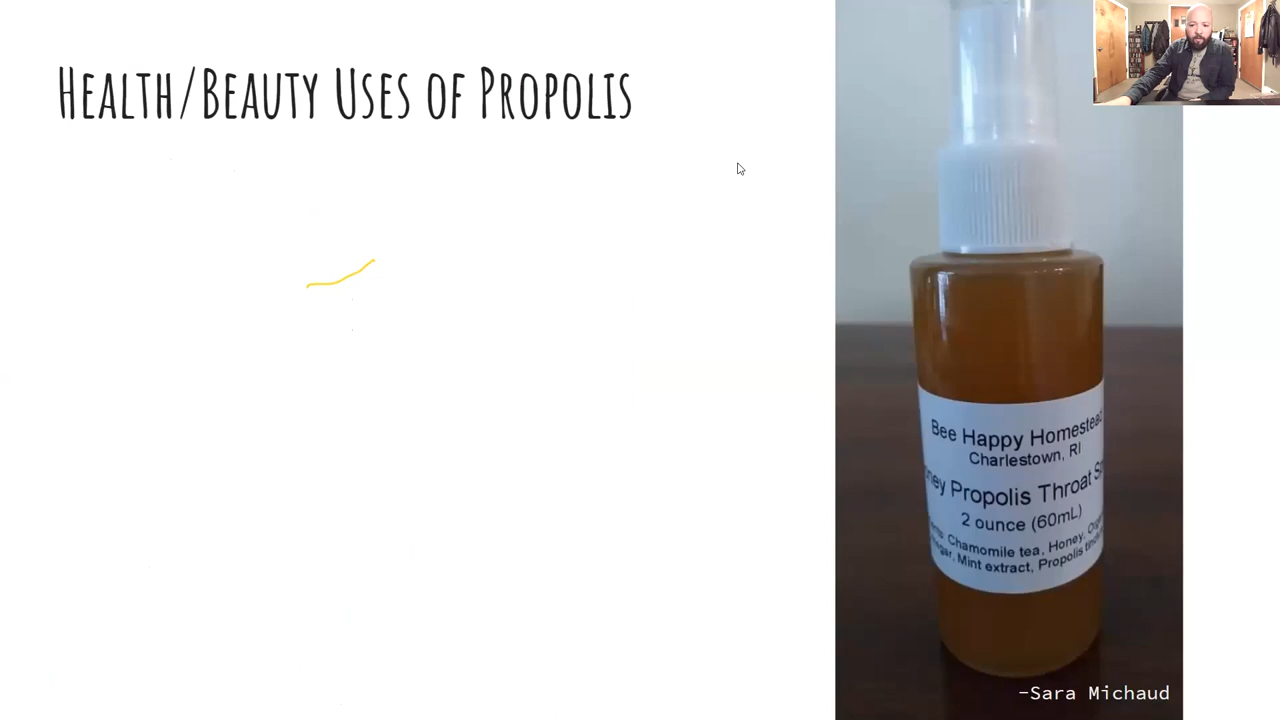 Health/Beauty Uses of Propolis
Bee Happy Homestead
Charlestown, RI
Propolis Throat
2 ounce (60mL)
Chamomile tea, Honey,
Mint extract, Propolis
-Sara Michaud